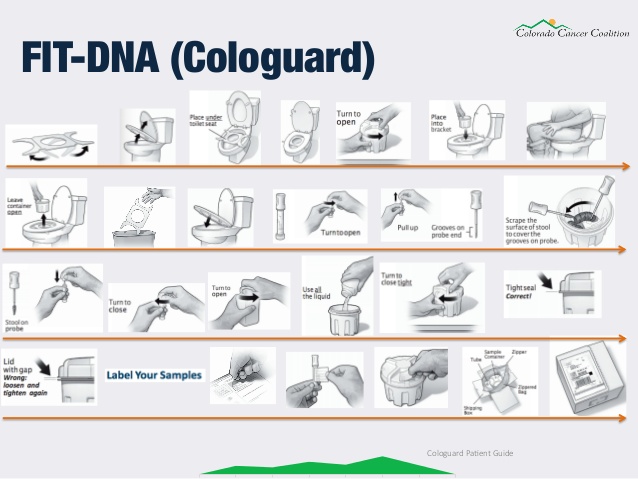 Colorado Cancer Coalition
FIT-DNA (Cologuard)
Place under
toilet seat
Turn to
open
Place
into
bracket
Leave
container
open
Turn to open
Pull up
Grooves on
probe end
Scrape the
surface of stool
to cover the
grooves on probe.
Stool on
probe
Turn to
close
Turn to
open
Use all
the liquid
Turn to
close tight
Tight seal
Correct!
Lid
with gap
Wrong:
loosen and
tighten again
Label Your Samples
Sample
Container
Zipper
Tube
Zippered
Bag
Shipping
Box
Cologuard Patient Guide